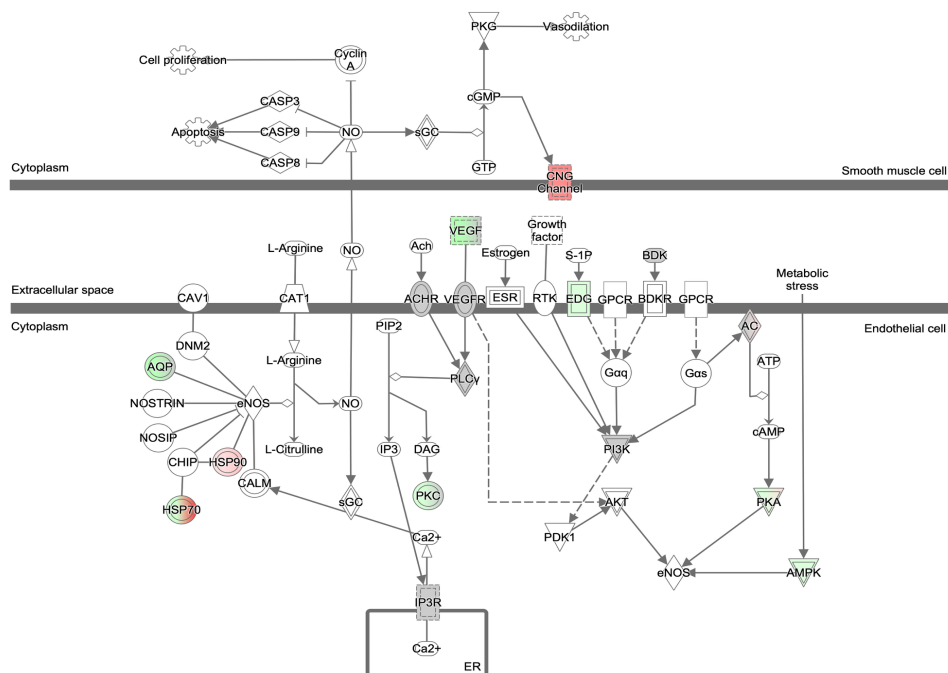 PKG
Vasodilation
Cell proliferation
Cyclin
A
cGMP
CASP3
Apoptosis
CASP9
NO
sGC
CASP8
GTP
Cytoplasm
CNG
Channel
Smooth muscle cell
VEGF
Growth
factor
L-Arginine
NO
Ach
Estrogen
S-1P
BDK
Metabolic
stress
Extracellular space
CAV1
CAT1
ACHR
VEGFR
ESR
RTK
EDG
GPCR
BDKR
GPCR
Cytoplasm
Endothelial cell
PIP2
AC
DNM2
L-Arginine
AQP
PLCγ
Gαq
Gαs
ATP
NOSTRIN
eNOS
NO
cAMP
NOSIP
L-Citrulline
IP3
DAG
PI3K
CHIP
HSP90
CALM
PKC
sGC
AKT
PKA
HSP70
Ca2+
PDK1
eNOS
AMPK
IP3R
Ca2+
ER